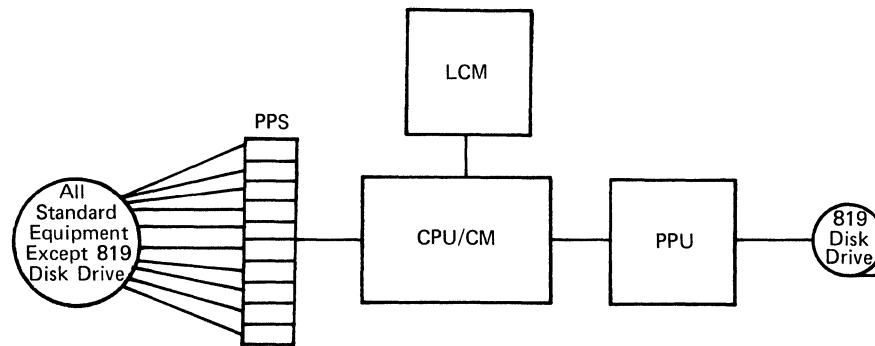 LCM
PPS
All
Standard
Equipment
Except 819
Disk Drive
CPU/CM
PPU
819
Disk
Drive